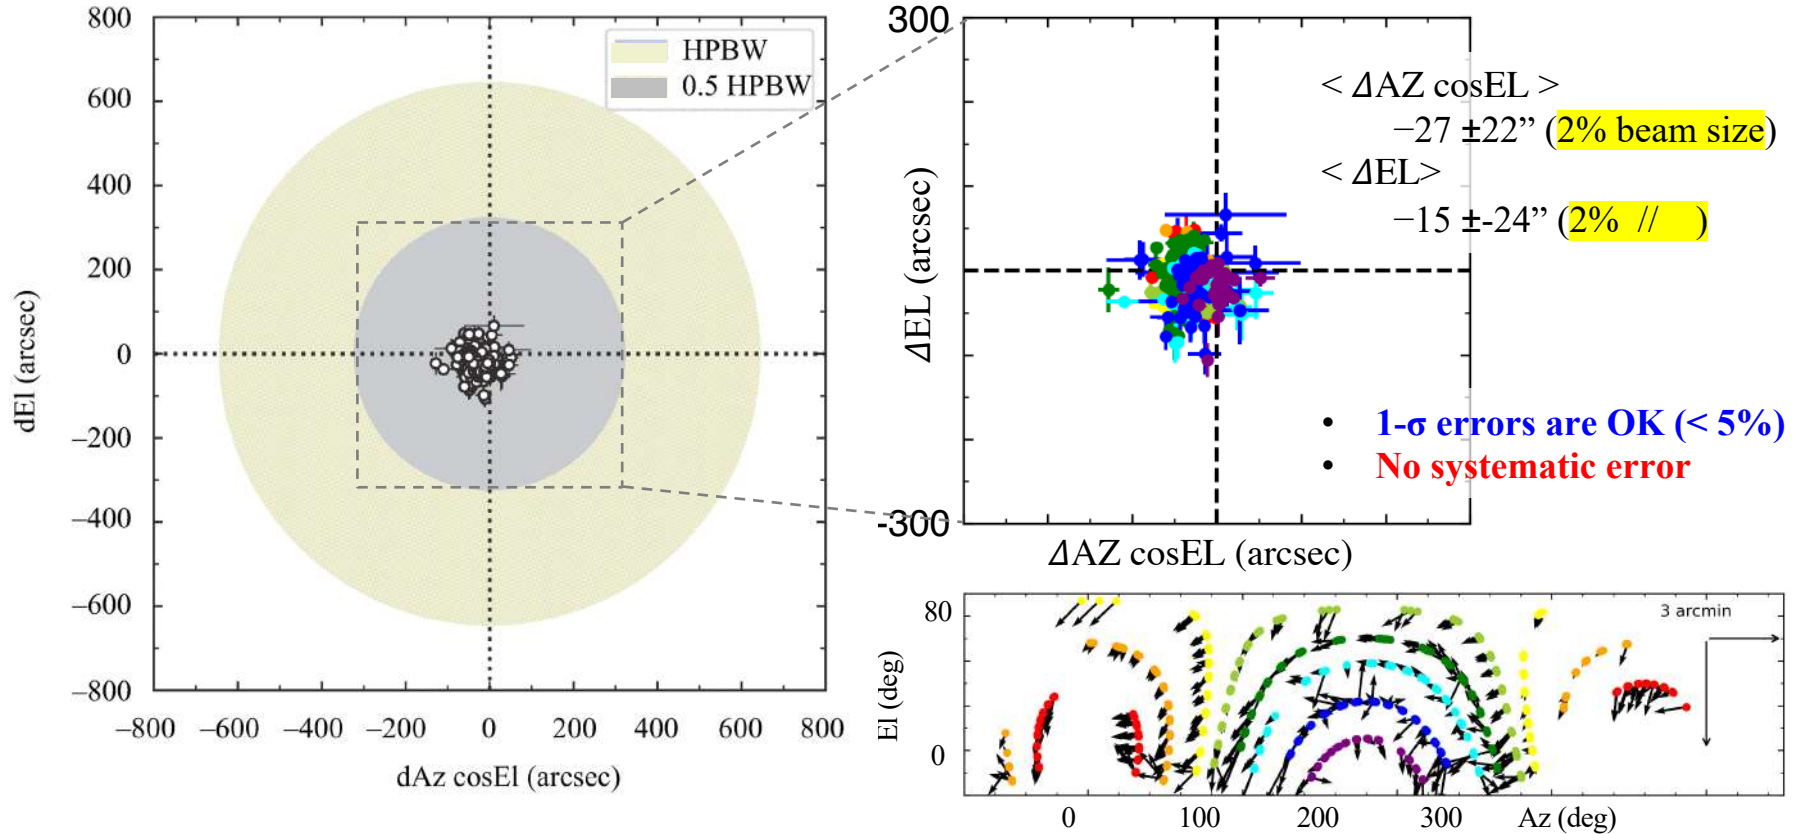 800
600
400
200
0
−200
−400
−600
−800
dEl (arcsec)
−800 −600 −400 −200 0 200 400 600 800
dAz cosEl (arcsec)
HPBW
0.5 HPBW
300
-300
ΔEL (arcsec)
ΔAZ cosEL (arcsec)
< ΔAZ cosEL >
−27 ±22” (2% beam size)
< ΔEL>
−15 ±-24” (2% // )
• 1-σ errors are OK (< 5%)
• No systematic error
80
0
El (deg)
3 arcmin
0 100 200 300 Az (deg)